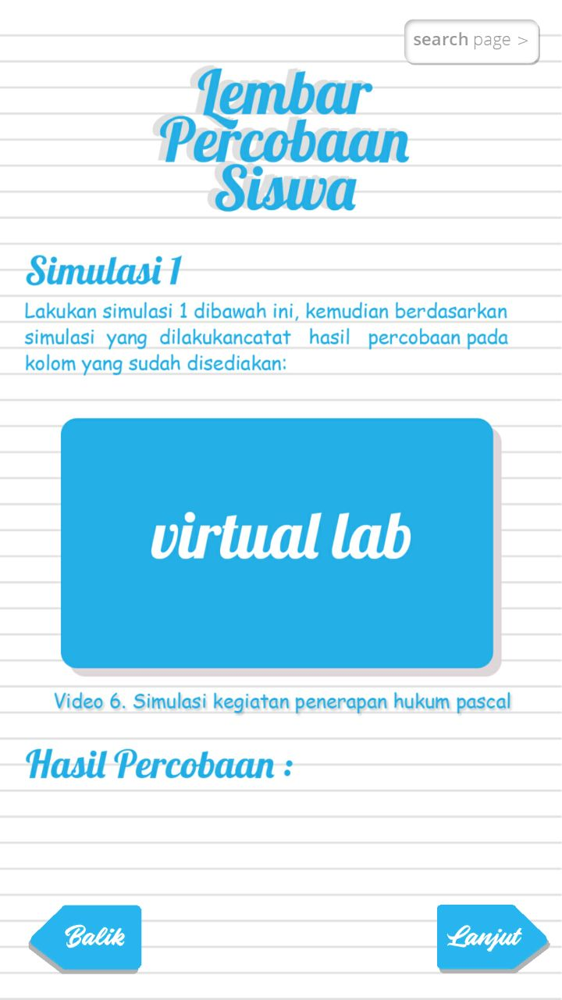 search page >
Lembar
Percobaan
Siswa
Simulasi 1
Lakukan simulasi 1 dibawah ini, kemudian berdasarkan
simulasi yang dilakukancatat hasil percobaan pada
kolom yang sudah disediakan:
virtual lab
Video 6. Simulasi kegiatan penerapan hukum pascal
Hasil Percobaan :
Balik
Lanjut